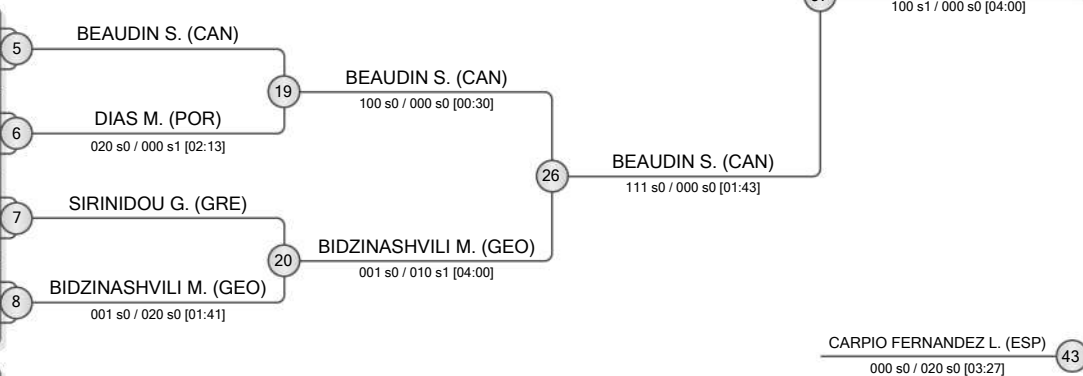 100 s1 / 000 s0 [04:00]
5
BEAUDIN S. (CAN)
19
BEAUDIN S. (CAN)
100 s0 / 000 s0 [00:30]
6
DIAS M. (POR)
020 s0 / 000 s1 [02:13]
26
BEAUDIN S. (CAN)
111 s0 / 000 s0 [01:43]
7
SIRINIDOU G. (GRE)
20
BIDZINASHVILI M. (GEO)
001 s0 / 010 s1 [04:00]
8
BIDZINASHVILI M. (GEO)
001 s0 / 020 s0 [01:41]
CARPIO FERNANDEZ L. (ESP)
43
000 s0 / 020 s0 [03:27]